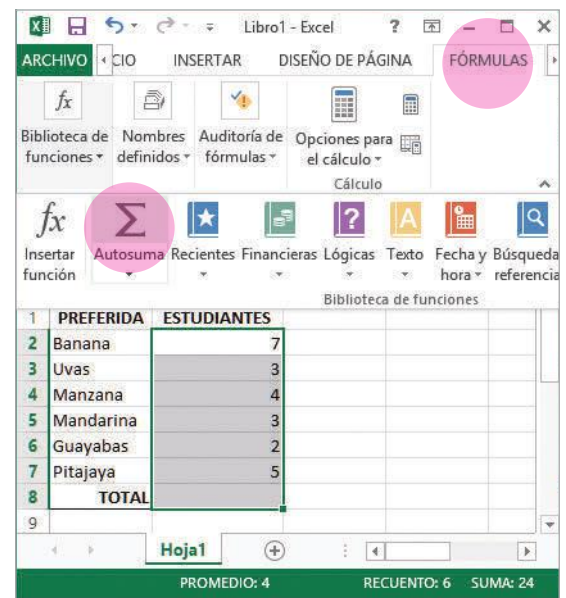 Libro1 - Excel ?
ARCHIVO CIO INSERTAR DISEÑO DE PÁGINA FÓRMULAS
fx
Biblioteca de Nombres Auditoría de Opciones para
funciones definidos fórmulas el cálculo
Cálculo
fx Σ ? A
Insertar Autosuma Recientes Financieras Lógicas Texto Fecha y Búsqueda
función hora referencia
Biblioteca de funciones
1 PREFERIDA ESTUDIANTES
2 Banana 7
3 Uvas 3
4 Manzana 4
5 Mandarina 3
6 Guayabas 2
7 Pitajaya 5
8 TOTAL
9
Hoja1
PROMEDIO: 4 RECUENTO: 6 SUMA: 24